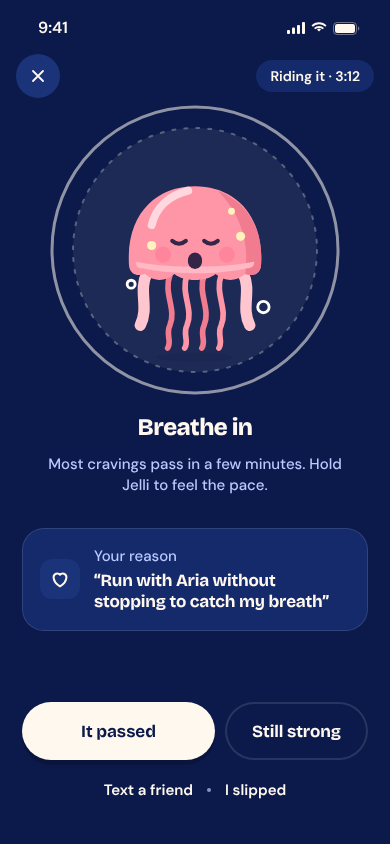 9:41
Riding it · 3:12
Breathe in
Most cravings pass in a few minutes. Hold
Jelli to feel the pace.
Your reason
“Run with Aria without
stopping to catch my breath”
It passed
Still strong
Text a friend • I slipped